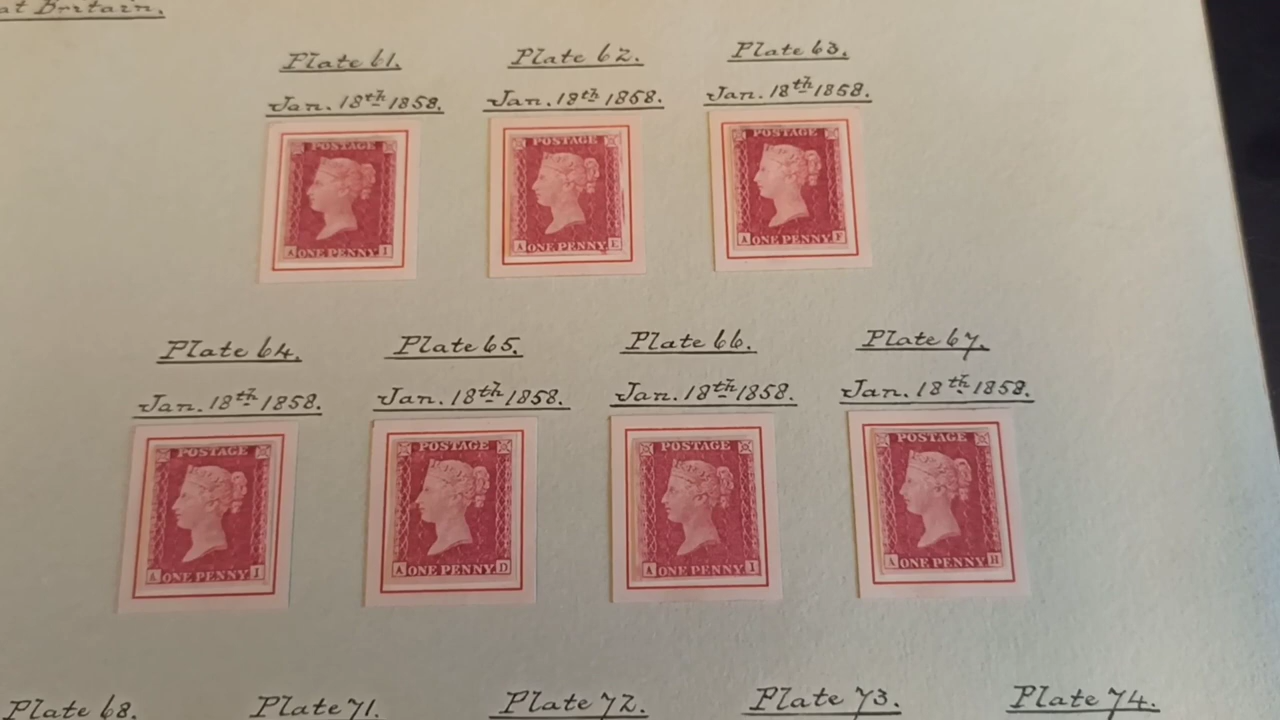 at Britain.
Plate 61. Plate 62. Plate 63.
Jan. 18th 1858. Jan. 18th 1858. Jan. 18th 1858.
POSTAGE POSTAGE POSTAGE
A ONE PENNY I A ONE PENNY E A ONE PENNY F
Plate 64. Plate 65. Plate 66. Plate 67.
Jan. 18th 1858. Jan. 18th 1858. Jan. 18th 1858. Jan. 18th 1858.
POSTAGE POSTAGE POSTAGE POSTAGE
A ONE PENNY I A ONE PENNY. D A ONE PENNY. I A ONE PENNY. H
Plate 68. Plate 71. Plate 72. Plate 73. Plate 74.